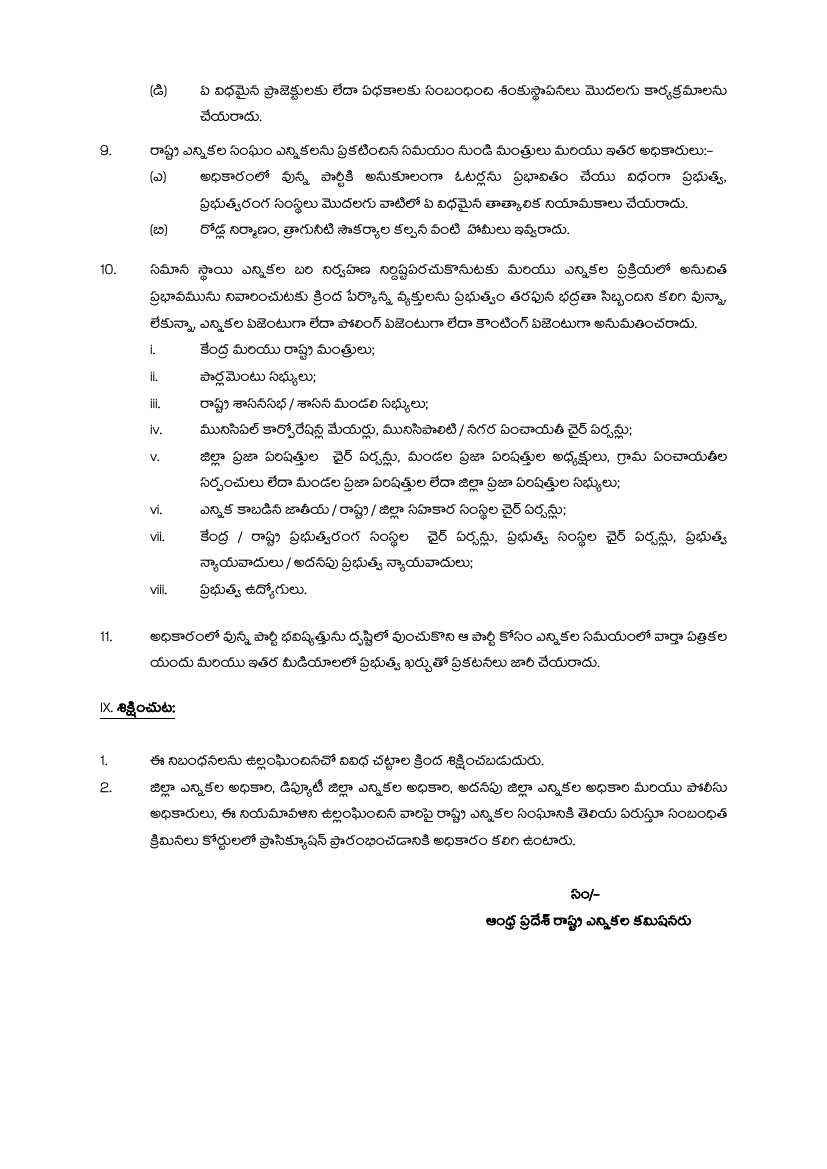 (డి) ఏ విధమైన ప్రాజెక్టులకు లేదా పధకాలకు సంబంధించి శంకుస్థాపనలు మొదలగు కార్యక్రమాలను
చేయరాదు.
9. రాష్ట్ర ఎన్నికల సంఘం ఎన్నికలను ప్రకటించిన సమయం నుండి మంత్రులు మరియు ఇతర అధికారులు:–
(ఎ) అధికారంలో వున్న పార్టీకి అనుకూలంగా ఓటర్లను ప్రభావితం చేయు విధంగా ప్రభుత్వ,
ప్రభుత్వరంగ సంస్థలు మొదలగు వాటిలో ఏ విధమైన తాత్కాలిక నియామకాలు చేయరాదు.
(బి) రోడ్ల నిర్మాణం, త్రాగునీటి సౌకర్యాల కల్పన వంటి హామీలు ఇవ్వరాదు.
10. సమాన స్థాయి ఎన్నికల బరి నిర్వహణ నిర్దిష్టపరచుకొనుటకు మరియు ఎన్నికల ప్రక్రియలో అనుచిత
ప్రభావమును నివారించుటకు క్రింద పేర్కొన్న వ్యక్తులను ప్రభుత్వం తరఫున భద్రతా సిబ్బందిని కలిగి వున్నా,
లేకున్నా, ఎన్నికల ఏజెంటుగా లేదా పోలింగ్ ఏజెంటుగా లేదా కౌంటింగ్ ఏజెంటుగా అనుమతించరాదు.
i. కేంద్ర మరియు రాష్ట్ర మంత్రులు;
ii. పార్లమెంటు సభ్యులు;
iii. రాష్ట్ర శాసనసభ / శాసన మండలి సభ్యులు;
iv. మునిసిపల్ కార్పోరేషన్ల మేయర్లు, మునిసిపాలిటి / నగర పంచాయతీ చైర్ పర్సన్లు;
v. జిల్లా ప్రజా పరిషత్తుల చైర్ పర్సన్లు, మండల ప్రజా పరిషత్తుల అధ్యక్షులు, గ్రామ పంచాయతీల
సర్పంచులు లేదా మండల ప్రజా పరిషత్తుల లేదా జిల్లా ప్రజా పరిషత్తుల సభ్యులు;
vi. ఎన్నిక కాబడిన జాతీయ / రాష్ట్ర / జిల్లా సహకార సంస్థల చైర్ పర్సన్లు;
vii. కేంద్ర / రాష్ట్ర ప్రభుత్వరంగ సంస్థల చైర్ పర్సన్లు, ప్రభుత్వ సంస్థల చైర్ పర్సన్లు, ప్రభుత్వ
న్యాయవాదులు / అదనపు ప్రభుత్వ న్యాయవాదులు;
viii. ప్రభుత్వ ఉద్యోగులు.
11. అధికారంలో వున్న పార్టీ భవిష్యత్తును దృష్టిలో వుంచుకొని ఆ పార్టీ కోసం ఎన్నికల సమయంలో వార్తా పత్రికల
యందు మరియు ఇతర మీడియాలలో ప్రభుత్వ ఖర్చుతో ప్రకటనలు జారీ చేయరాదు.
IX. శిక్షించుట:
1. ఈ నిబంధనలను ఉల్లంఘించినచో వివిధ చట్టాల క్రింద శిక్షించబడుదురు.
2. జిల్లా ఎన్నికల అధికారి, డిప్యూటీ జిల్లా ఎన్నికల అధికారి, అదనపు జిల్లా ఎన్నికల అధికారి మరియు పోలీసు
అధికారులు, ఈ నియమావళిని ఉల్లంఘించిన వారిపై రాష్ట్ర ఎన్నికల సంఘానికి తెలియ పరుస్తూ సంబంధిత
క్రిమినలు కోర్టులలో ప్రాసిక్యూషన్ ప్రారంభించడానికి అధికారం కలిగి ఉంటారు.
సం/–
ఆంధ్ర ప్రదేశ్ రాష్ట్ర ఎన్నికల కమిషనరు